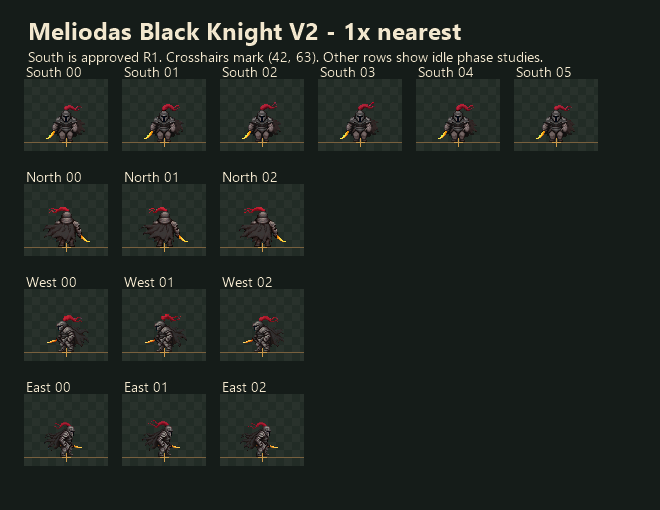 Meliodas Black Knight V2 - 1x nearest
South is approved R1. Crosshairs mark (42, 63). Other rows show idle phase studies.
South 00 South 01 South 02 South 03 South 04 South 05
North 00 North 01 North 02
West 00 West 01 West 02
East 00 East 01 East 02